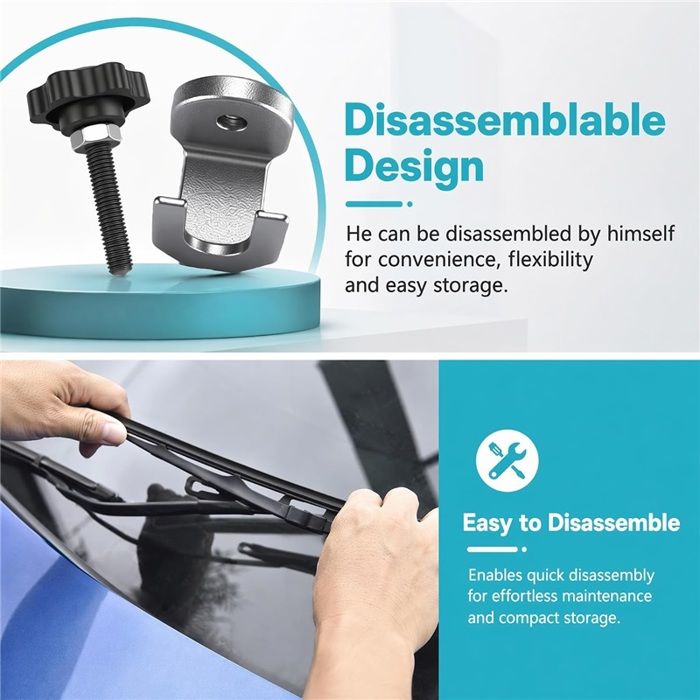 Disassemblable
Design
He can be disassembled by himself
for convenience, flexibility
and easy storage.
Easy to Disassemble
Enables quick disassembly
for effortless maintenance
and compact storage.